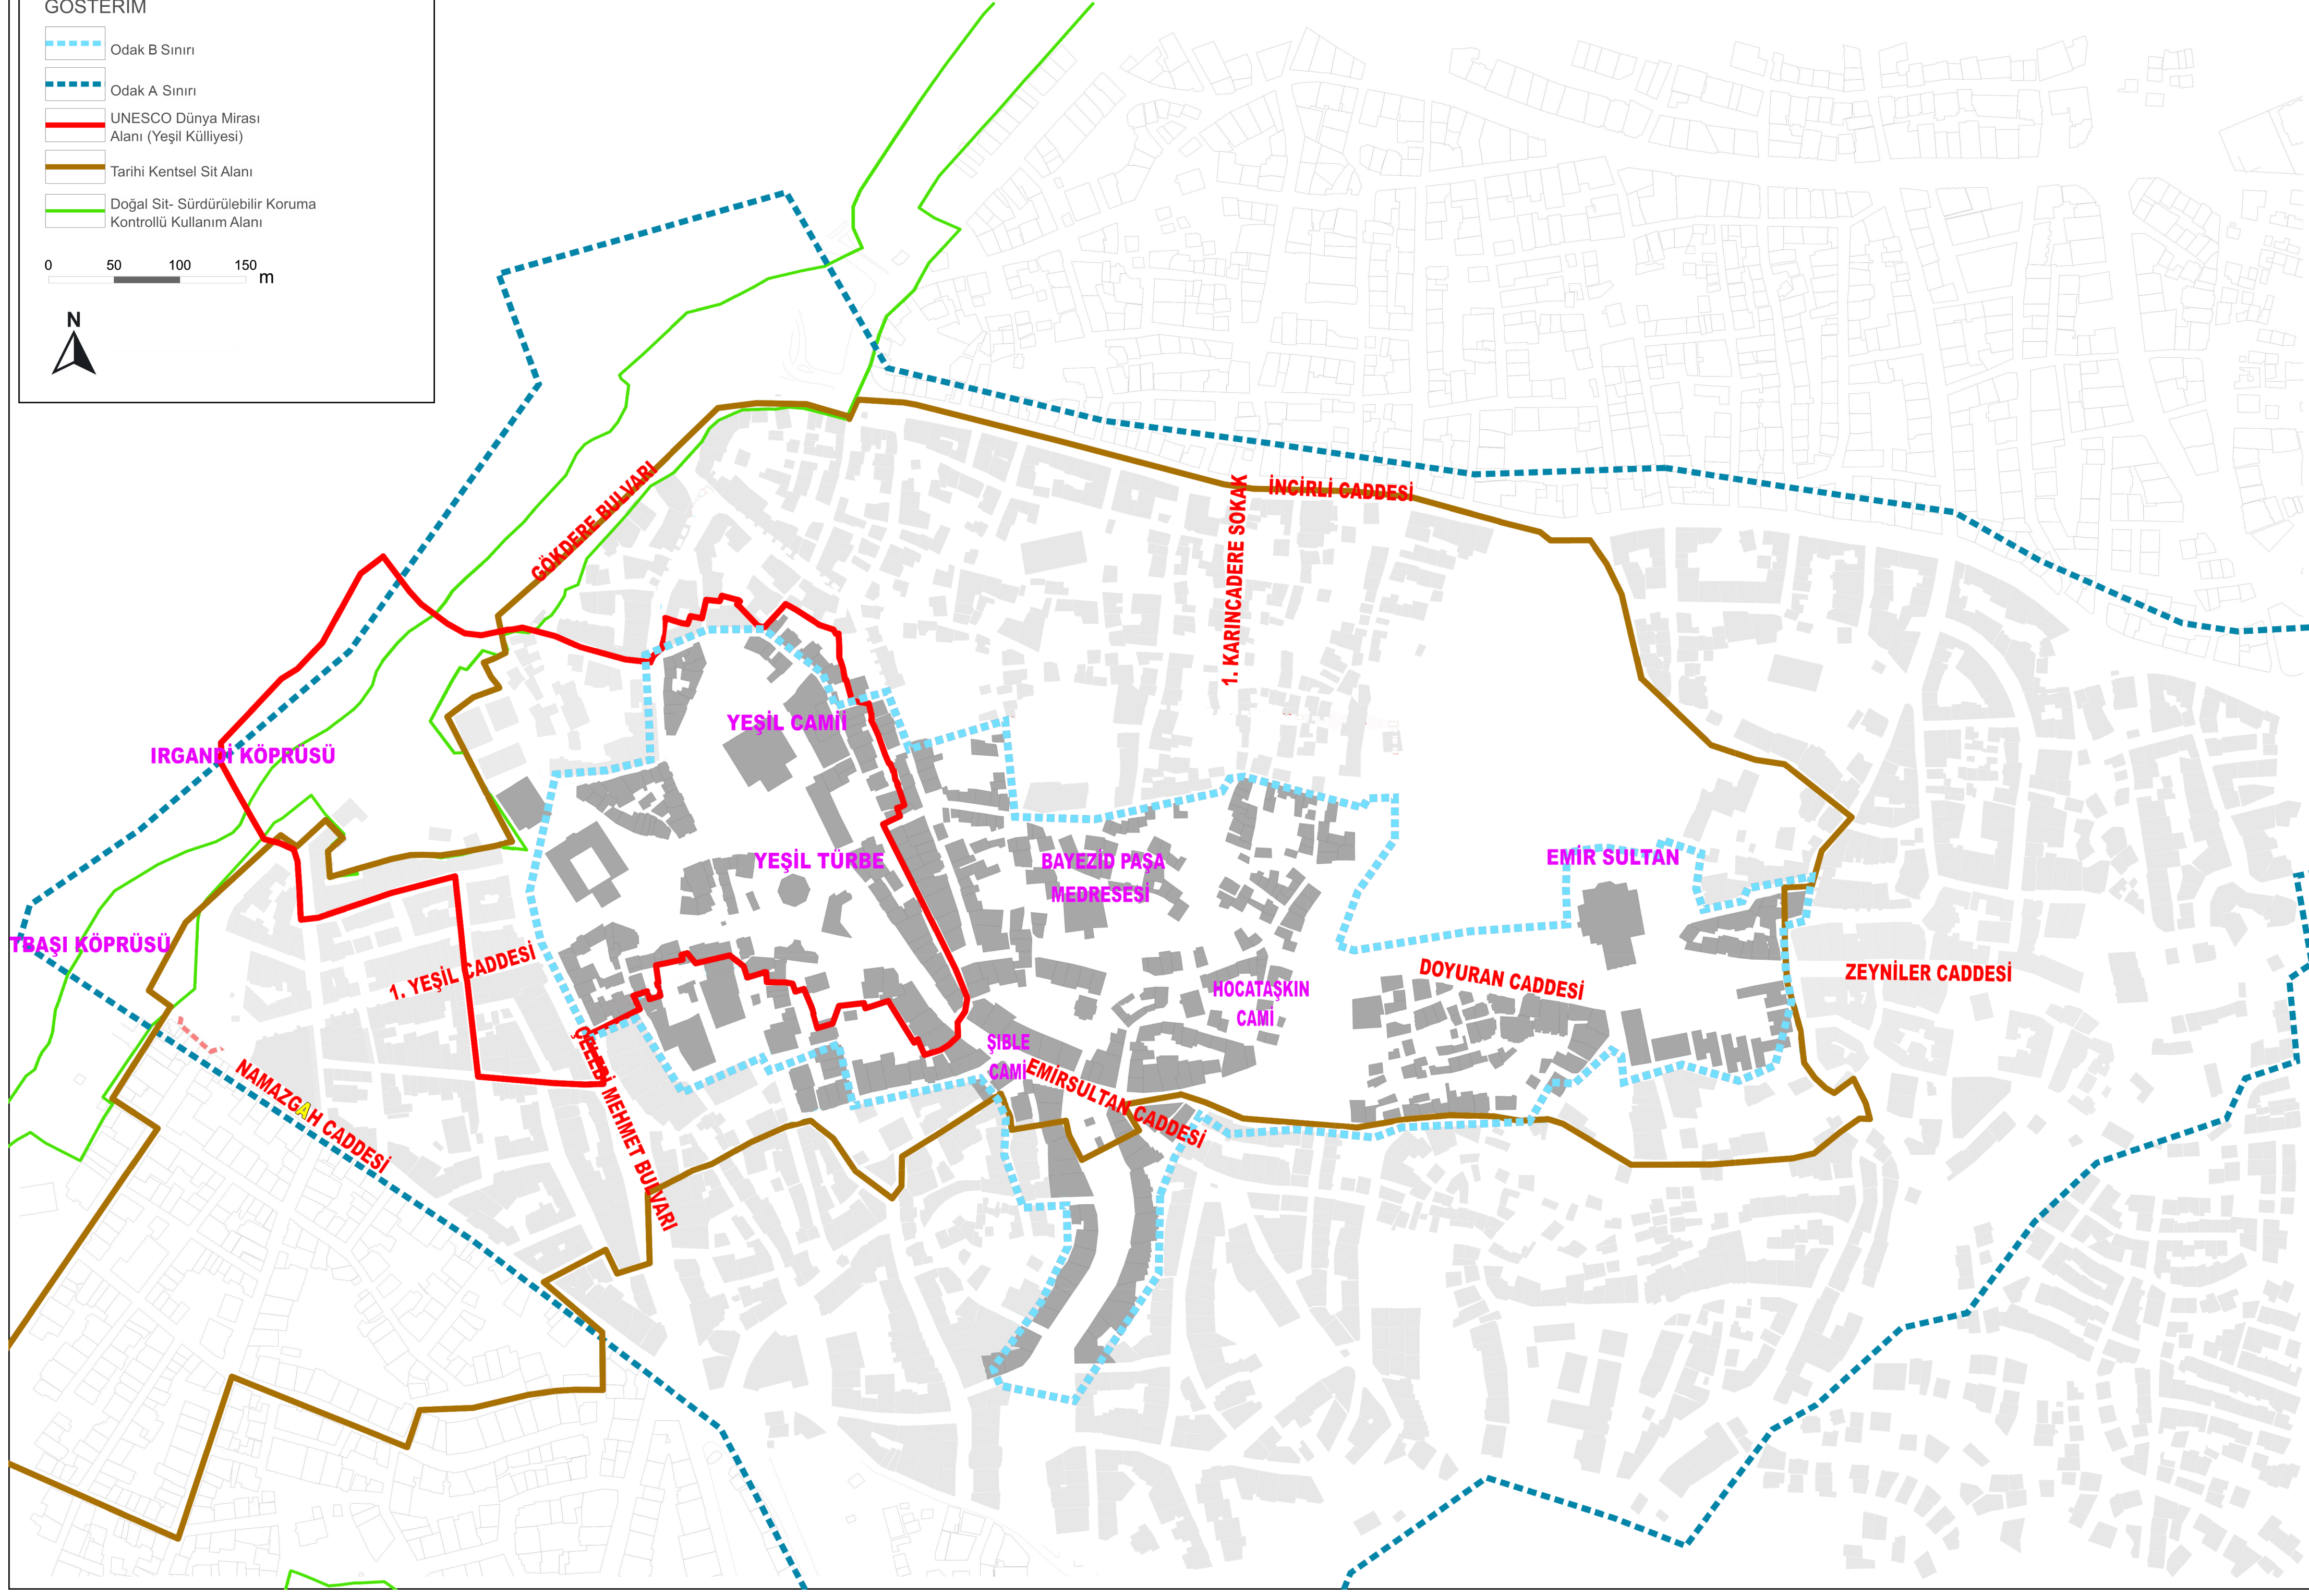 GÖSTERİM
Odak B Sınırı
Odak A Sınırı
UNESCO Dünya Mirası
Alanı (Yeşil Külliyesi)
Tarihi Kentsel Sit Alanı
Doğal Sit- Sürdürülebilir Koruma
Kontrollü Kullanım Alanı
0 50 100 150 m
N
GÖKDERE BULVARI
1. KARINCADERE SOKAK
İNCİRLİ CADDESİ
YEŞİL CAMİİ
IRGANDİ KÖPRÜSÜ
YEŞİL TÜRBE
BAYEZİD PAŞA
MEDRESESİ
EMİR SULTAN
TBAŞI KÖPRÜSÜ
1. YEŞİL CADDESİ
HOCATAŞKIN
CAMİ
DOYURAN CADDESİ
ZEYNİLER CADDESİ
ŞIBLE
CAMİ
EMİRSULTAN CADDESİ
NAMAZGAH CADDESİ
ÇELEBİ MEHMET BULVARI